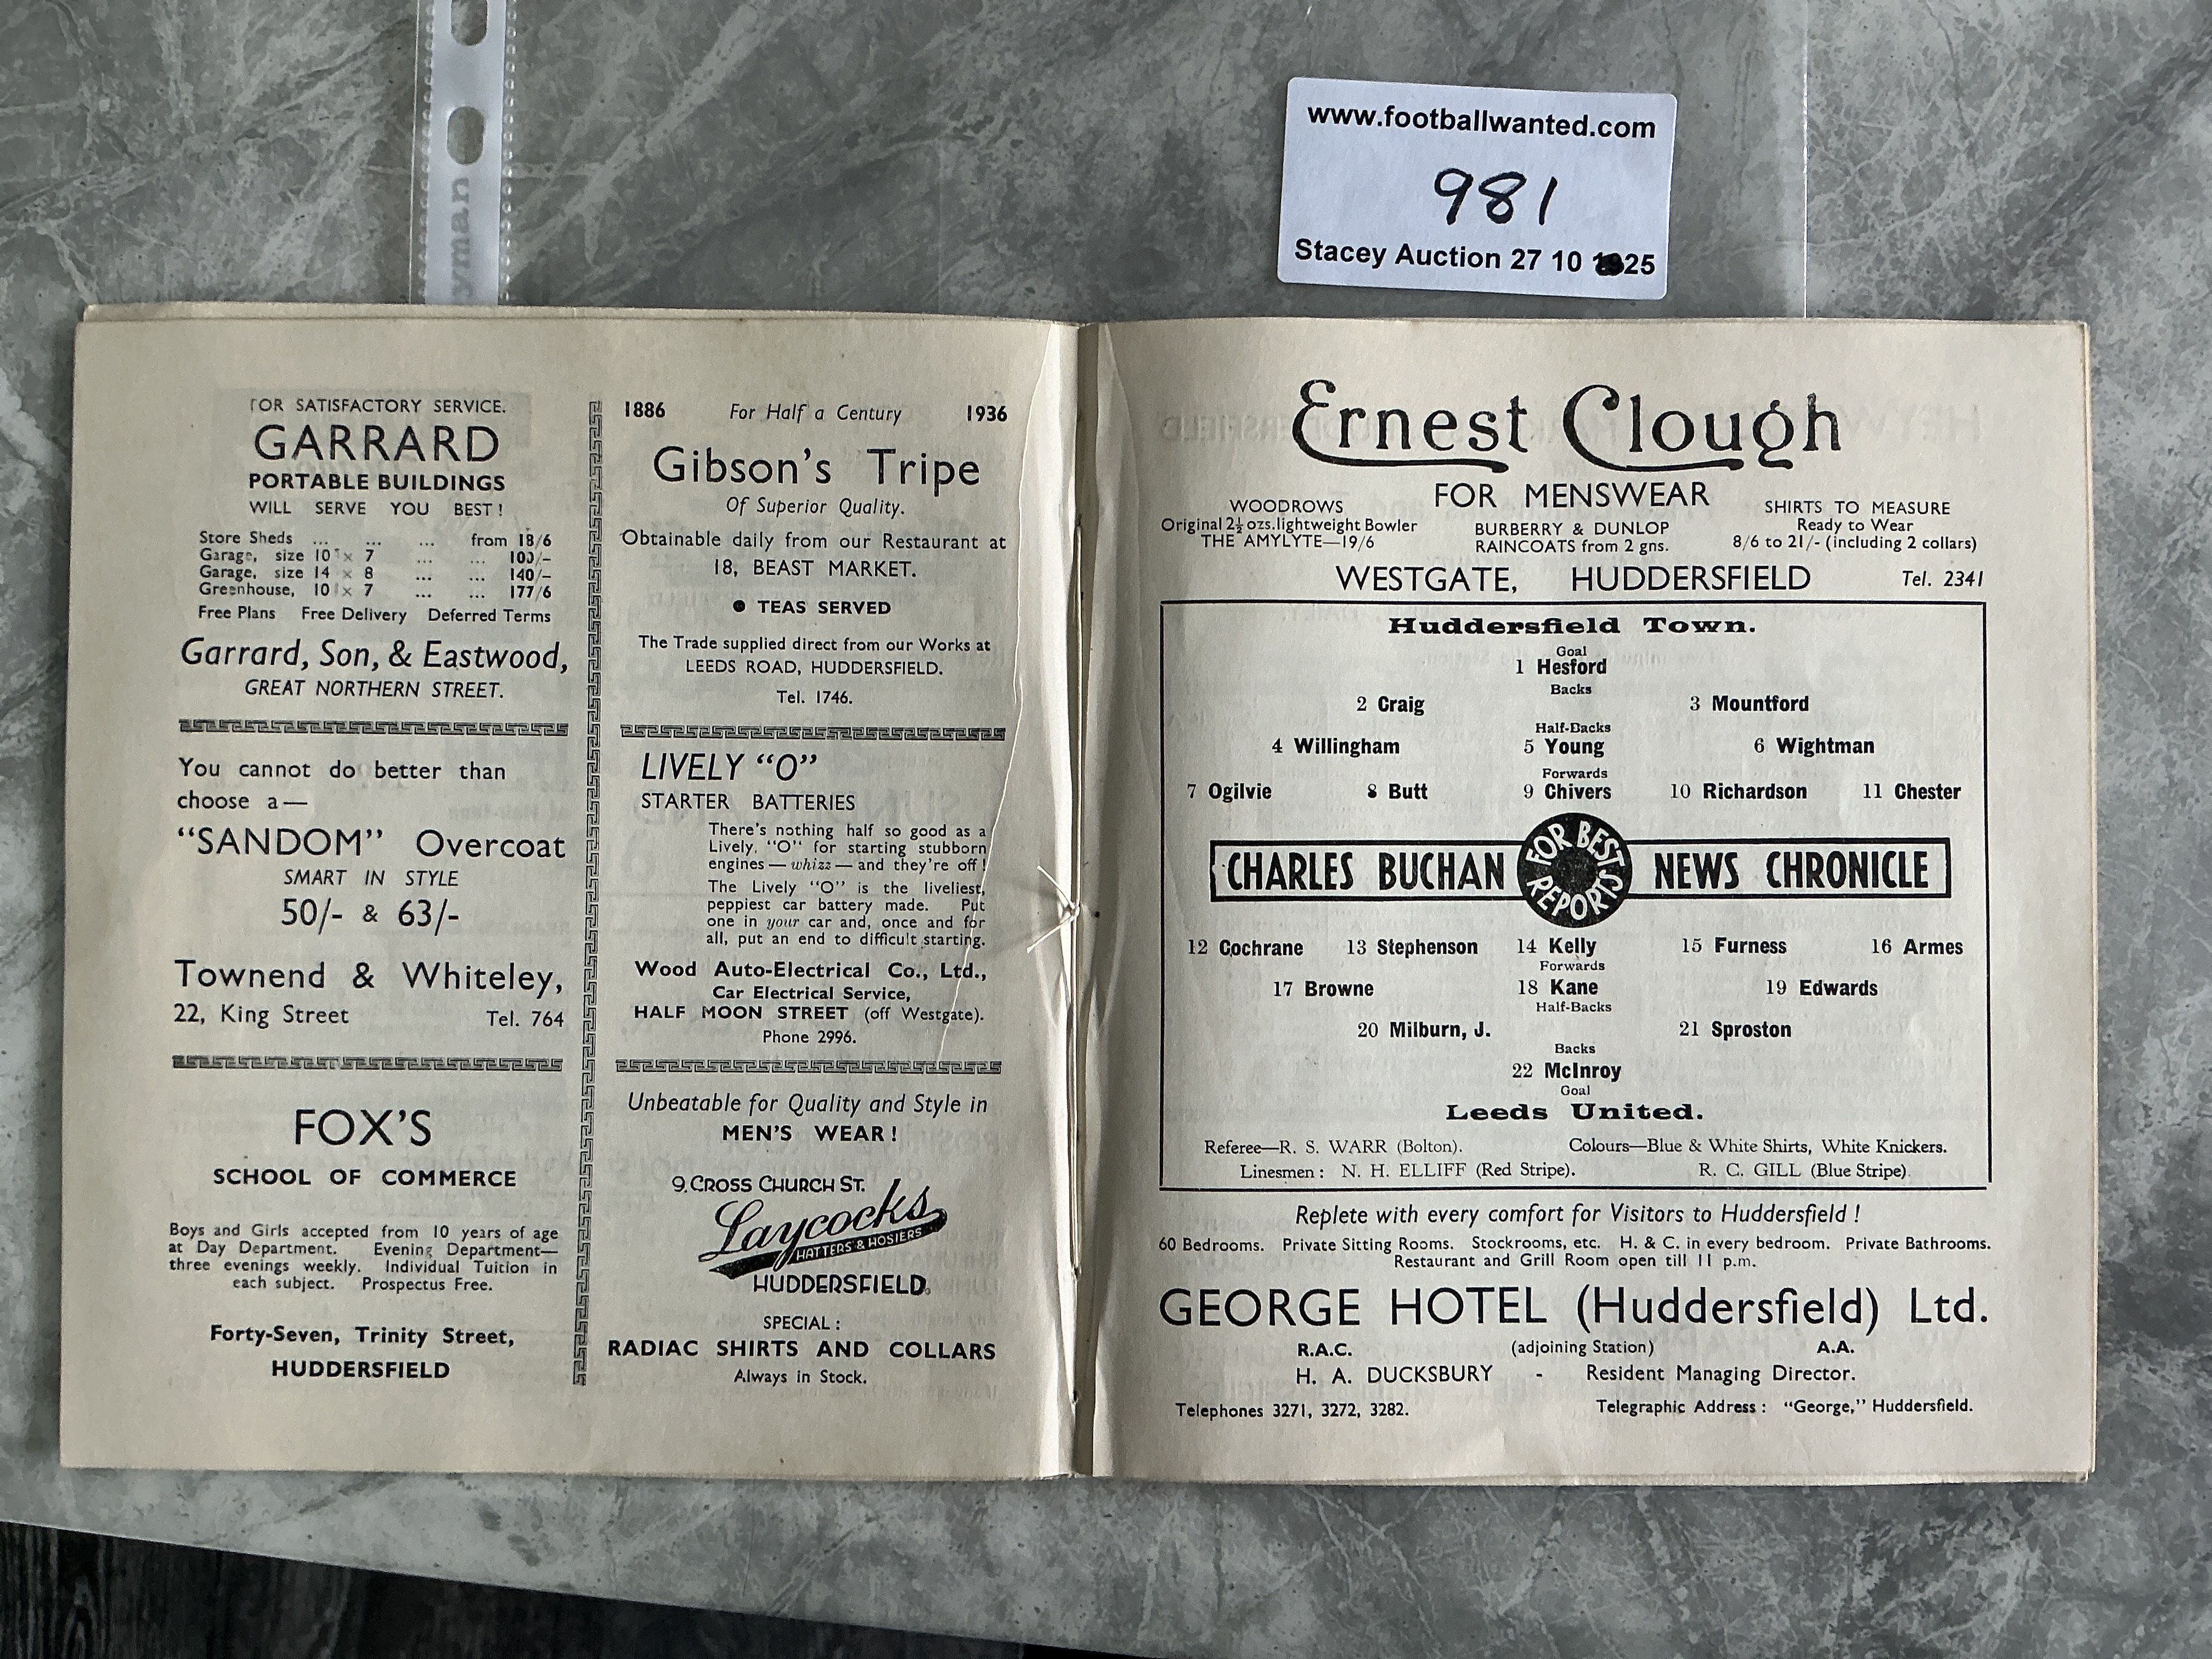 yman
www.footballwanted.com
981
Stacey Auction 27 10 25
FOR SATISFACTORY SERVICE.
GARRARD
PORTABLE BUILDINGS
WILL SERVE YOU BEST!
Store Sheds ... ... ... from 18/6
Garage, size 10 × 7 ... ... 100/-
Garage, size 14 × 8 ... ... 140/-
Greenhouse, 10 × 7 ... ... 177/6
Free Plans Free Delivery Deferred Terms
Garrard, Son, & Eastwood,
GREAT NORTHERN STREET.
You cannot do better than
choose a—
"SANDOM" Overcoat
SMART IN STYLE
50/- & 63/-
Townend & Whiteley,
22, King Street Tel. 764
FOX'S
SCHOOL OF COMMERCE
Boys and Girls accepted from 10 years of age
at Day Department. Evening Department—
three evenings weekly. Individual Tuition in
each subject. Prospectus Free.
Forty-Seven, Trinity Street,
HUDDERSFIELD
1886 For Half a Century 1936
Gibson's Tripe
Of Superior Quality.
Obtainable daily from our Restaurant at
18, BEAST MARKET.
● TEAS SERVED
The Trade supplied direct from our Works at
LEEDS ROAD, HUDDERSFIELD.
Tel. 1746.
LIVELY "O"
STARTER BATTERIES
There's nothing half so good as a
Lively. "O" for starting stubborn
engines — whizz — and they're off!
The Lively "O" is the liveliest,
peppiest car battery made. Put
one in your car and, once and for
all, put an end to difficult starting.
Wood Auto-Electrical Co., Ltd.,
Car Electrical Service,
HALF MOON STREET (off Westgate).
Phone 2996.
Unbeatable for Quality and Style in
MEN'S WEAR!
9, CROSS CHURCH ST.
Laycocks
HATTERS & HOSIERS
HUDDERSFIELD.
SPECIAL:
RADIAC SHIRTS AND COLLARS
Always in Stock.
Ernest Clough
FOR MENSWEAR
WOODROWS
Original 2½ ozs. lightweight Bowler
THE AMYLYTE—19/6
BURBERRY & DUNLOP
RAINCOATS from 2 gns.
SHIRTS TO MEASURE
Ready to Wear
8/6 to 21/- (including 2 collars)
WESTGATE, HUDDERSFIELD Tel. 2341
Huddersfield Town.
Goal
1 Hesford
Backs
2 Craig 3 Mountford
Half-Backs
4 Willingham 5 Young 6 Wightman
Forwards
7 Ogilvie 8 Butt 9 Chivers 10 Richardson 11 Chester
CHARLES BUCHAN FOR BEST REPORTS NEWS CHRONICLE
12 Cochrane 13 Stephenson 14 Kelly 15 Furness 16 Armes
Forwards
17 Browne 18 Kane 19 Edwards
Half-Backs
20 Milburn, J. 21 Sproston
Backs
22 McInroy
Goal
Leeds United.
Referee—R. S. WARR (Bolton). Colours—Blue & White Shirts, White Knickers.
Linesmen: N. H. ELLIFF (Red Stripe). R. C. GILL (Blue Stripe)
Replete with every comfort for Visitors to Huddersfield!
60 Bedrooms. Private Sitting Rooms. Stockrooms, etc. H. & C. in every bedroom. Private Bathrooms.
Restaurant and Grill Room open till 11 p.m.
GEORGE HOTEL (Huddersfield) Ltd.
R.A.C. (adjoining Station) A.A.
H. A. DUCKSBURY - Resident Managing Director.
Telephones 3271, 3272, 3282. Telegraphic Address: "George," Huddersfield.